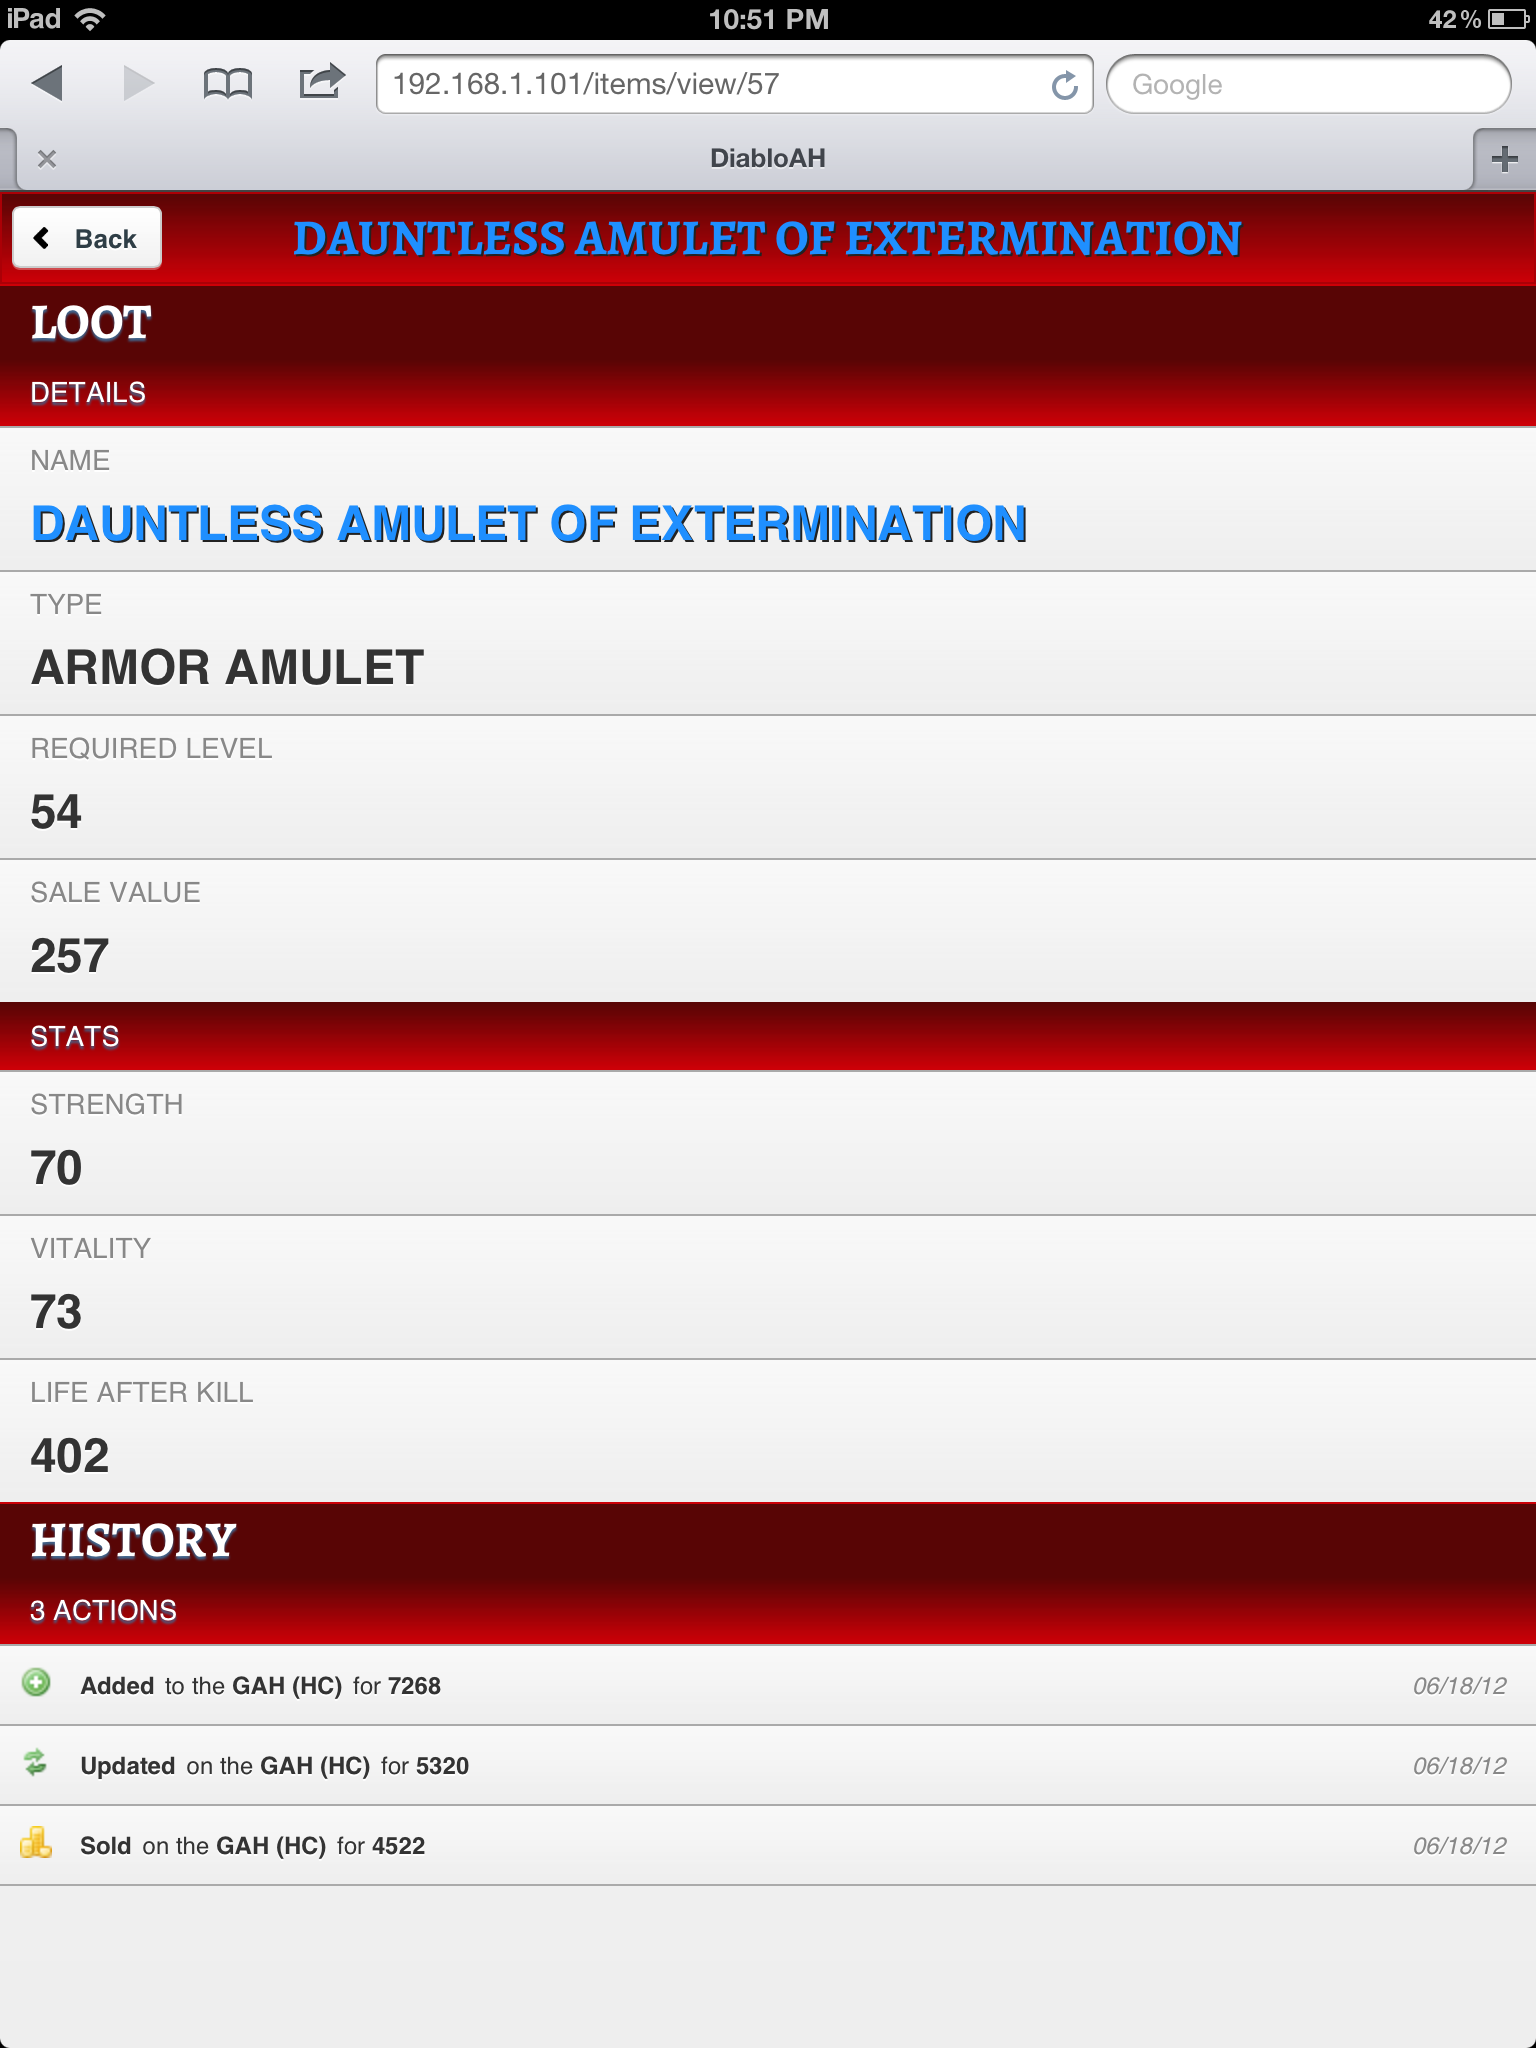 iPad 10:51 PM 42%
192.168.1.101/items/view/57 Google
DiabloAH
Back DAUNTLESS AMULET OF EXTERMINATION
LOOT
DETAILS
NAME
DAUNTLESS AMULET OF EXTERMINATION
TYPE
ARMOR AMULET
REQUIRED LEVEL
54
SALE VALUE
257
STATS
STRENGTH
70
VITALITY
73
LIFE AFTER KILL
402
HISTORY
3 ACTIONS
Added to the GAH (HC) for 7268 06/18/12
Updated on the GAH (HC) for 5320 06/18/12
Sold on the GAH (HC) for 4522 06/18/12